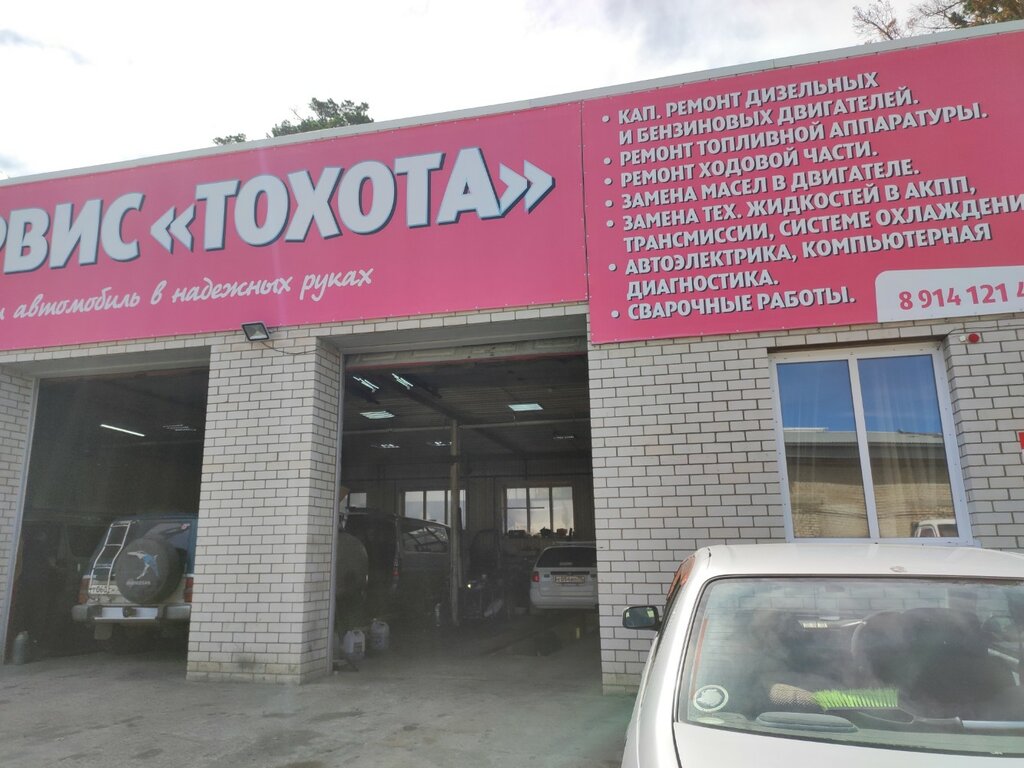 РВИС «ТОХОТА»
автомобиль в надежных руках
• КАП. РЕМОНТ ДИЗЕЛЬНЫХ
И БЕНЗИНОВЫХ ДВИГАТЕЛЕЙ.
• РЕМОНТ ТОПЛИВНОЙ АППАРАТУРЫ.
• РЕМОНТ ХОДОВОЙ ЧАСТИ.
• ЗАМЕНА МАСЕЛ В ДВИГАТЕЛЕ.
• ЗАМЕНА ТЕХ. ЖИДКОСТЕЙ В АКПП,
ТРАНСМИССИИ, СИСТЕМЕ ОХЛАЖДЕНИ
• АВТОЭЛЕКТРИКА, КОМПЬЮТЕРНАЯ
ДИАГНОСТИКА.
• СВАРОЧНЫЕ РАБОТЫ.
8 914 121 4